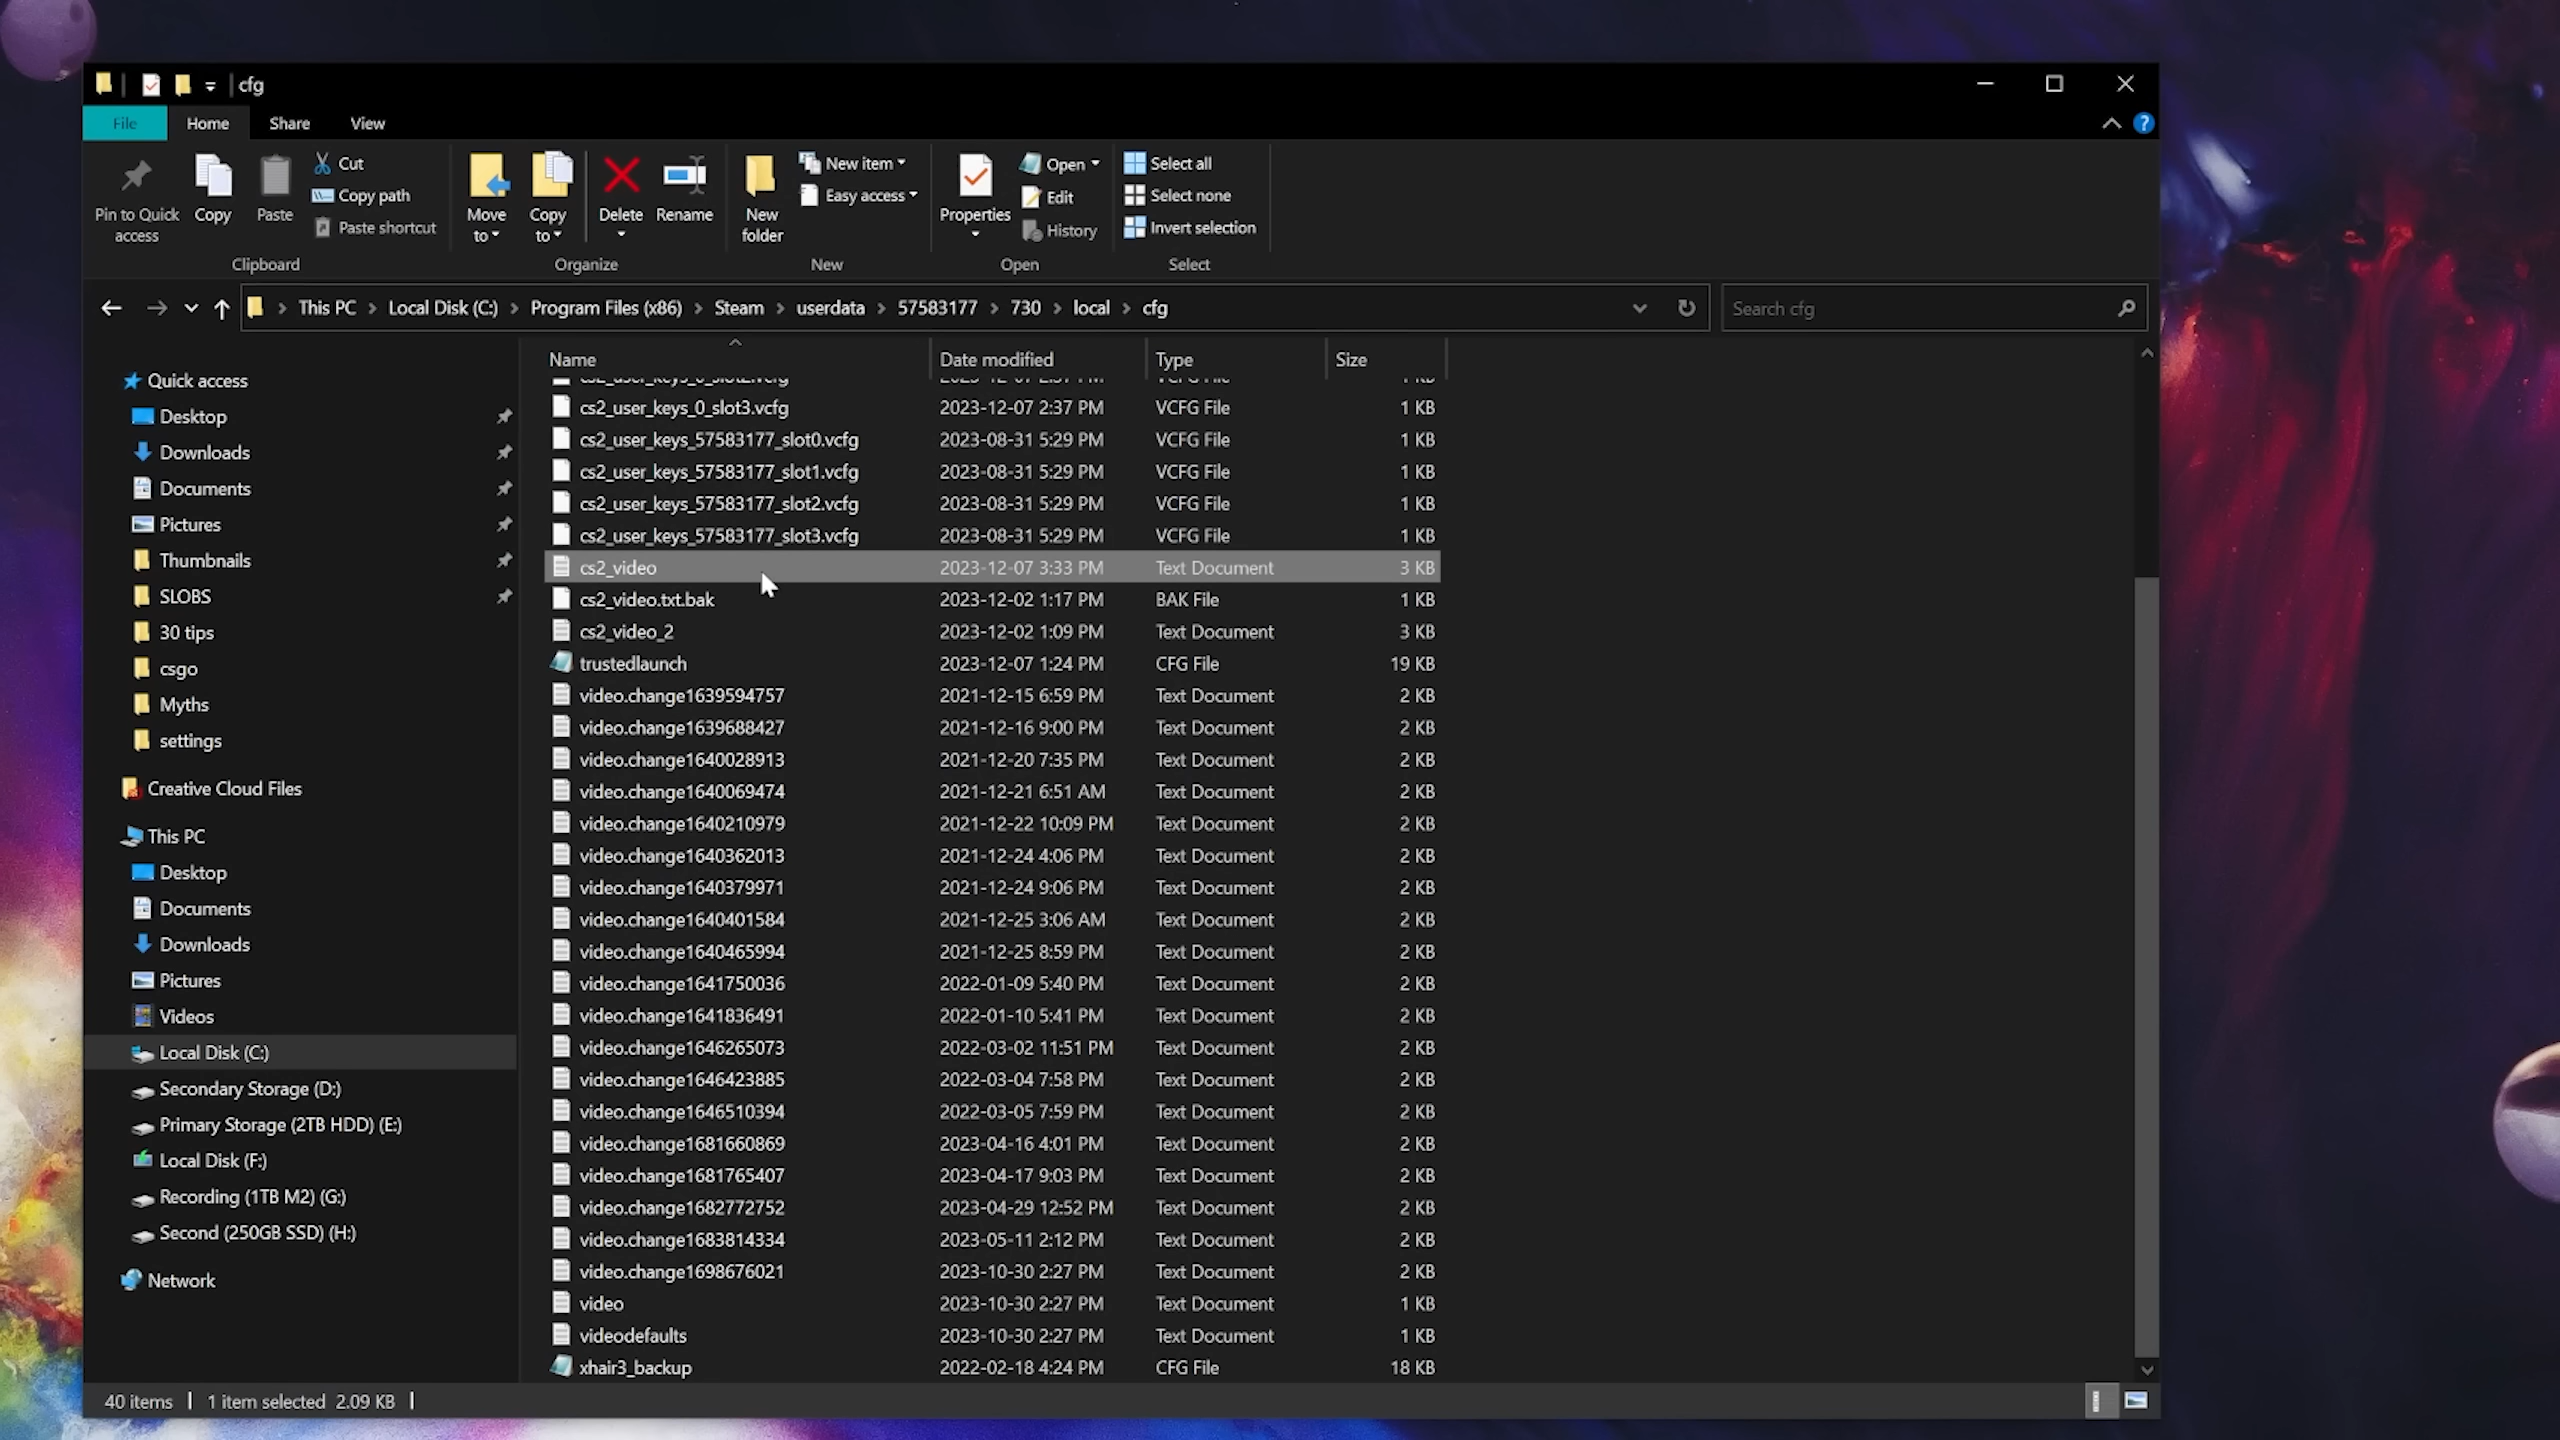 cfg
File Home Share View
Pin to Quick access
Copy
Paste
Cut
Copy path
Paste shortcut
Clipboard
Move to
Copy to
Delete
Rename
Organize
New folder
New item
Easy access
New
Properties
Open
Edit
History
Open
Select all
Select none
Invert selection
Select
This PC > Local Disk (C:) > Program Files (x86) > Steam > userdata > 57583177 > 730 > local > cfg
Search cfg
Quick access
Desktop
Downloads
Documents
Pictures
Thumbnails
SLOBS
30 tips
csgo
Myths
settings
Creative Cloud Files
This PC
Desktop
Documents
Downloads
Pictures
Videos
Local Disk (C:)
Secondary Storage (D:)
Primary Storage (2TB HDD) (E:)
Local Disk (F:)
Recording (1TB M2) (G:)
Second (250GB SSD) (H:)
Network
Name Date modified Type Size
cs2_user_keys_0_slot3.vcfg 2023-12-07 2:37 PM VCFG File 1 KB
cs2_user_keys_57583177_slot0.vcfg 2023-08-31 5:29 PM VCFG File 1 KB
cs2_user_keys_57583177_slot1.vcfg 2023-08-31 5:29 PM VCFG File 1 KB
cs2_user_keys_57583177_slot2.vcfg 2023-08-31 5:29 PM VCFG File 1 KB
cs2_user_keys_57583177_slot3.vcfg 2023-08-31 5:29 PM VCFG File 1 KB
cs2_video 2023-12-07 3:33 PM Text Document 3 KB
cs2_video.txt.bak 2023-12-02 1:17 PM BAK File 1 KB
cs2_video_2 2023-12-02 1:09 PM Text Document 3 KB
trustedlaunch 2023-12-07 1:24 PM CFG File 19 KB
video.change1639594757 2021-12-15 6:59 PM Text Document 2 KB
video.change1639688427 2021-12-16 9:00 PM Text Document 2 KB
video.change1640028913 2021-12-20 7:35 PM Text Document 2 KB
video.change1640069474 2021-12-21 6:51 AM Text Document 2 KB
video.change1640210979 2021-12-22 10:09 PM Text Document 2 KB
video.change1640362013 2021-12-24 4:06 PM Text Document 2 KB
video.change1640379971 2021-12-24 9:06 PM Text Document 2 KB
video.change1640401584 2021-12-25 3:06 AM Text Document 2 KB
video.change1640465994 2021-12-25 8:59 PM Text Document 2 KB
video.change1641750036 2022-01-09 5:40 PM Text Document 2 KB
video.change1641836491 2022-01-10 5:41 PM Text Document 2 KB
video.change1646265073 2022-03-02 11:51 PM Text Document 2 KB
video.change1646423885 2022-03-04 7:58 PM Text Document 2 KB
video.change1646510394 2022-03-05 7:59 PM Text Document 2 KB
video.change1681660869 2023-04-16 4:01 PM Text Document 2 KB
video.change1681765407 2023-04-17 9:03 PM Text Document 2 KB
video.change1682772752 2023-04-29 12:52 PM Text Document 2 KB
video.change1683814334 2023-05-11 2:12 PM Text Document 2 KB
video.change1698676021 2023-10-30 2:27 PM Text Document 2 KB
video 2023-10-30 2:27 PM Text Document 1 KB
videodefaults 2023-10-30 2:27 PM Text Document 1 KB
xhair3_backup 2022-02-18 4:24 PM CFG File 18 KB
40 items 1 item selected 2.09 KB